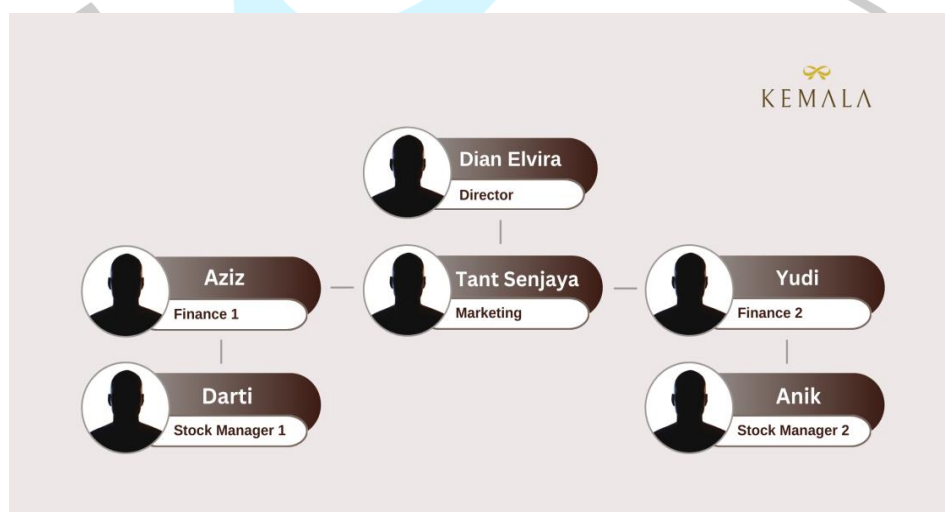 KEMALA
Dian Elvira
Director
Aziz
Finance 1
Tant Senjaya
Marketing
Yudi
Finance 2
Darti
Stock Manager 1
Anik
Stock Manager 2